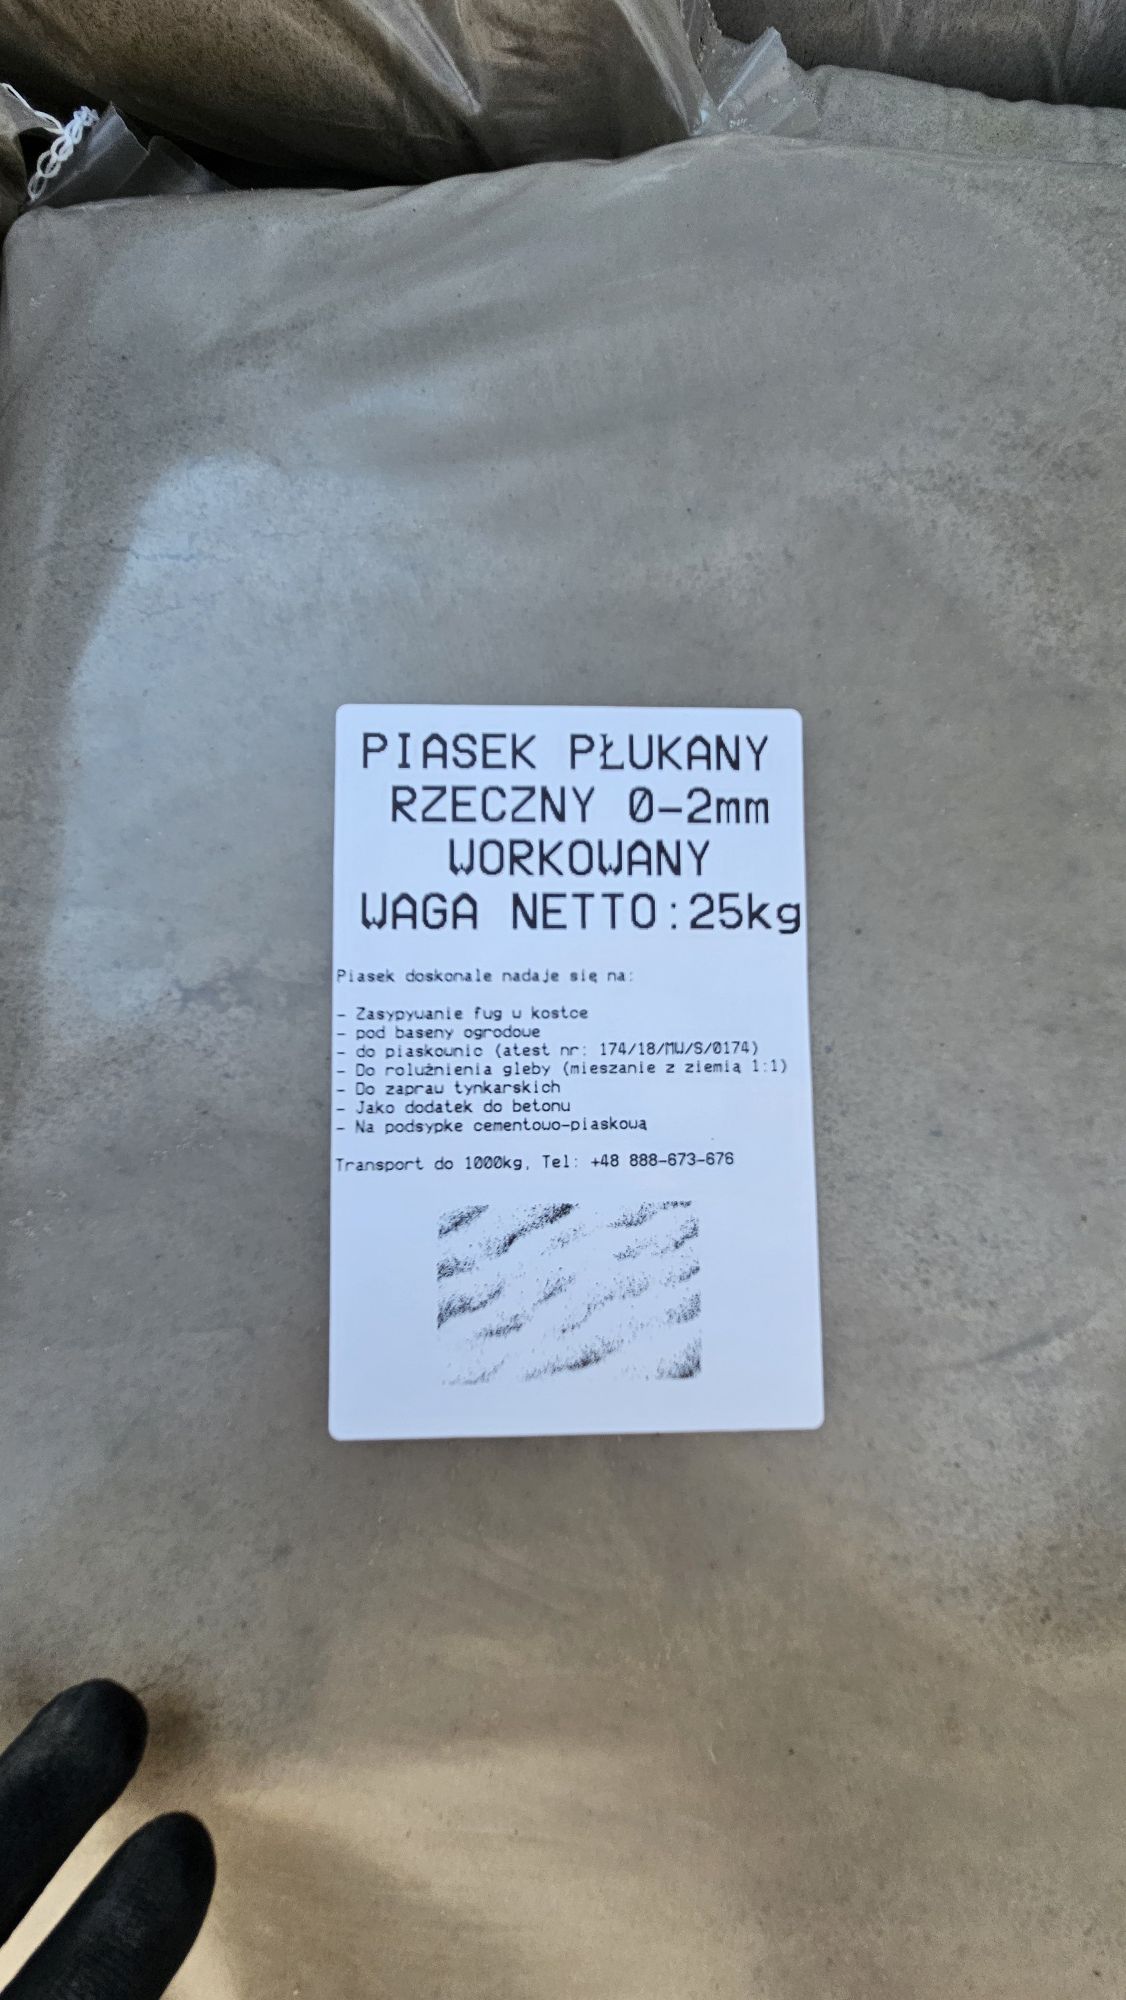 PIASEK PŁUKANY
RZECZNY 0-2mm
WORKOWANY
WAGA NETTO:25kg
Piasek doskonale nadaje się na:
- Zasypywanie fug w kostce
- pod baseny ogrodowe
- do piaskownic (atest nr: 174/18/MW/S/0174)
- Do rolużnienia gleby (mieszanie z ziemią 1:1)
- Do zapraw tynkarskich
- Jako dodatek do betonu
- Na podsypke cementowo-piaskową
Transport do 1000kg, Tel: +48 888-673-676